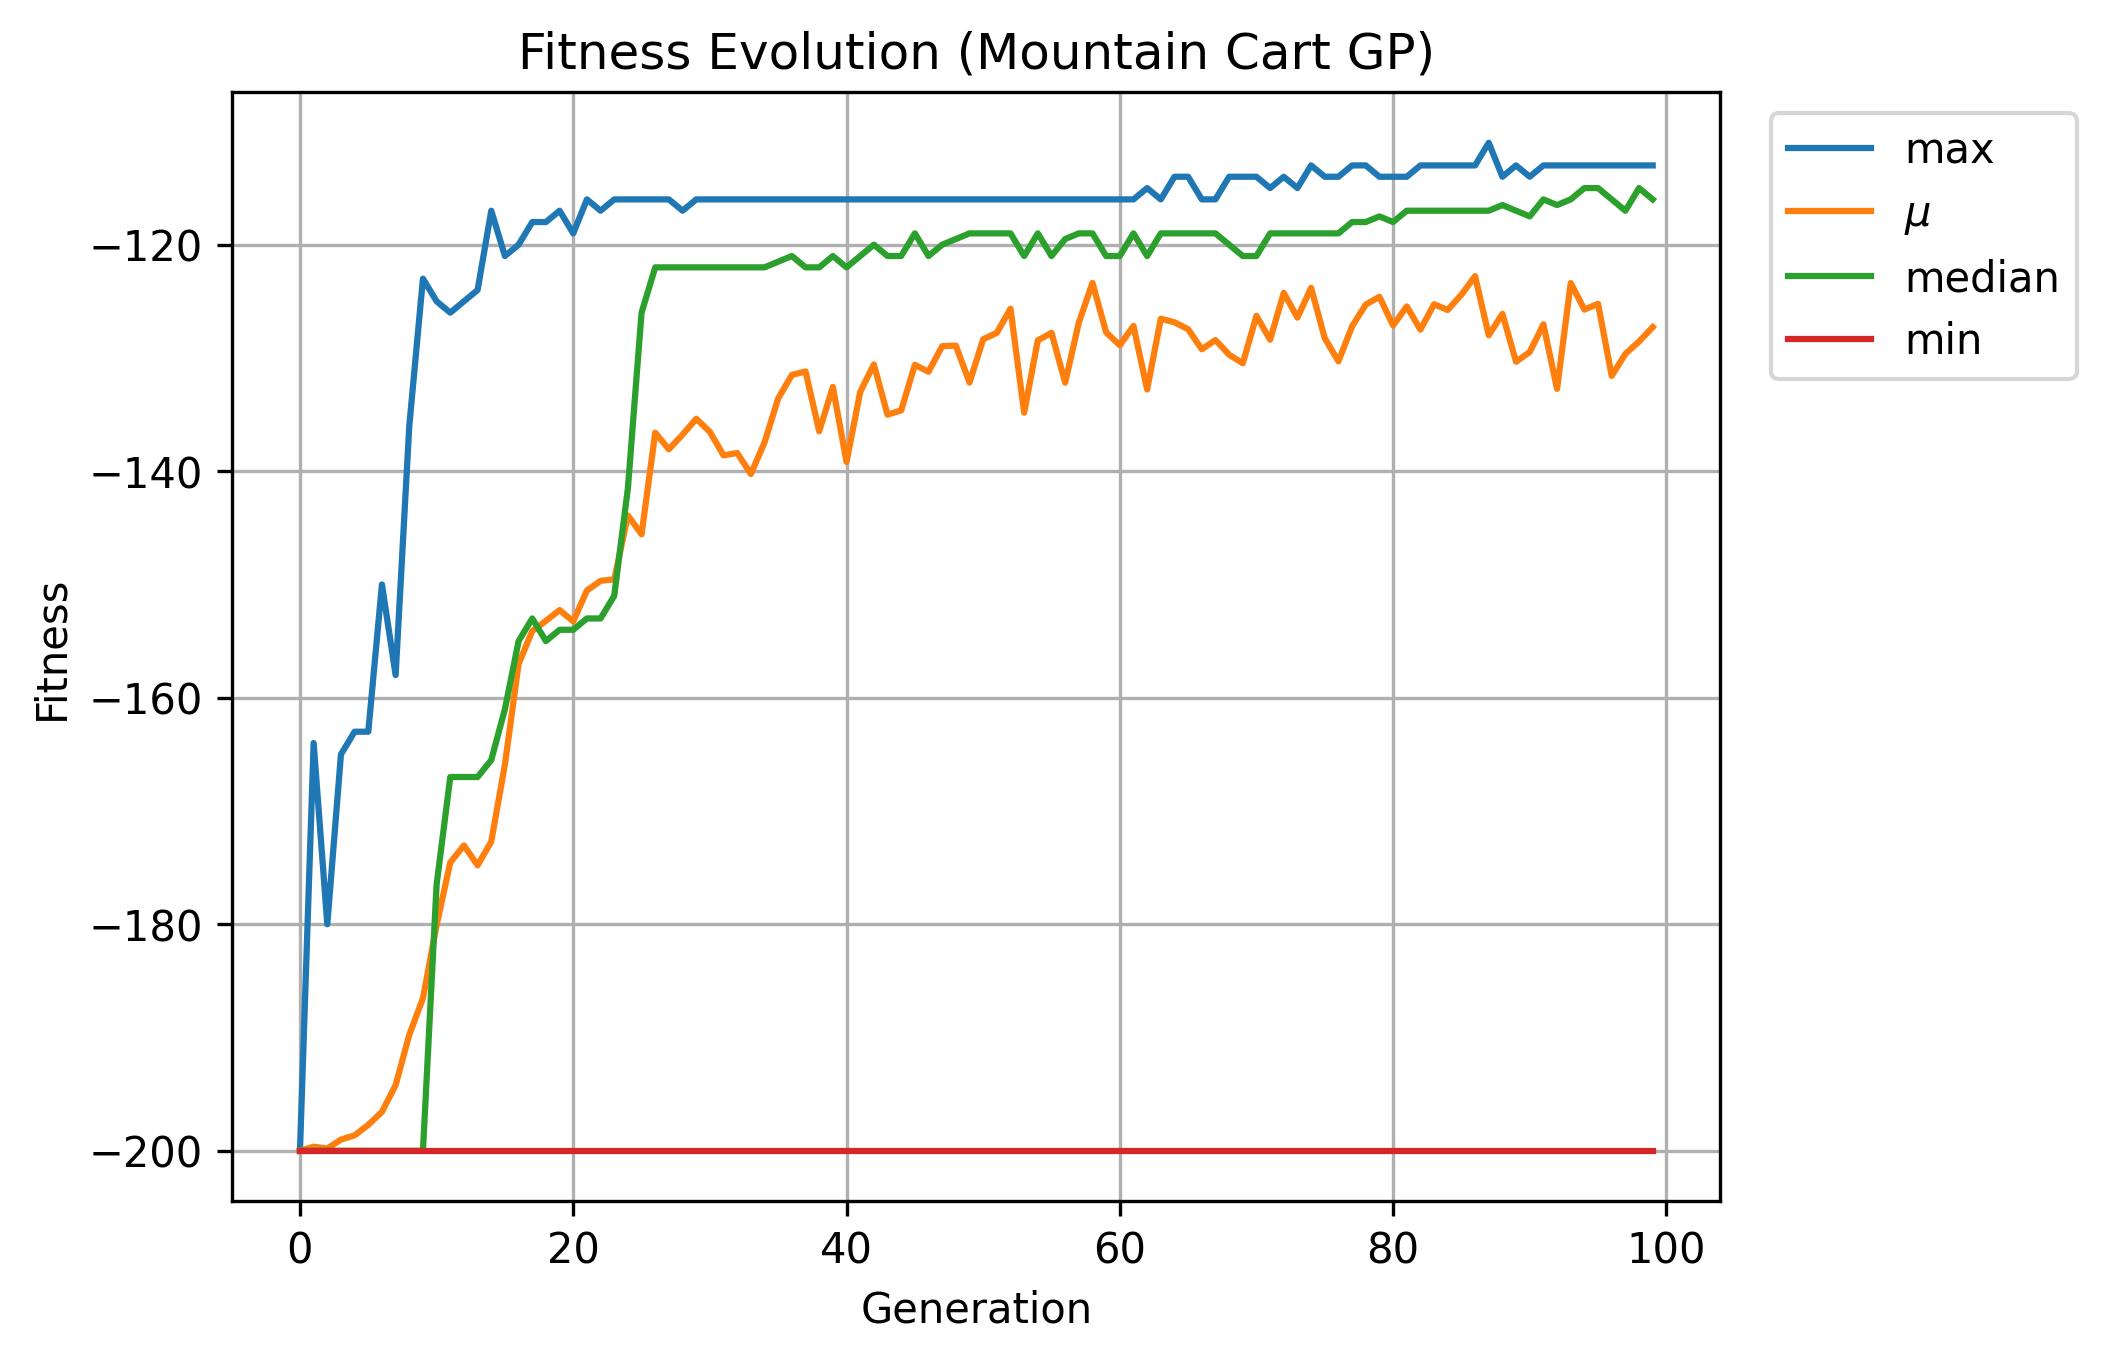 Fitness Evolution (Mountain Cart GP)
max
μ
median
min
Fitness
−120
−140
−160
−180
−200
0 20 40 60 80 100
Generation